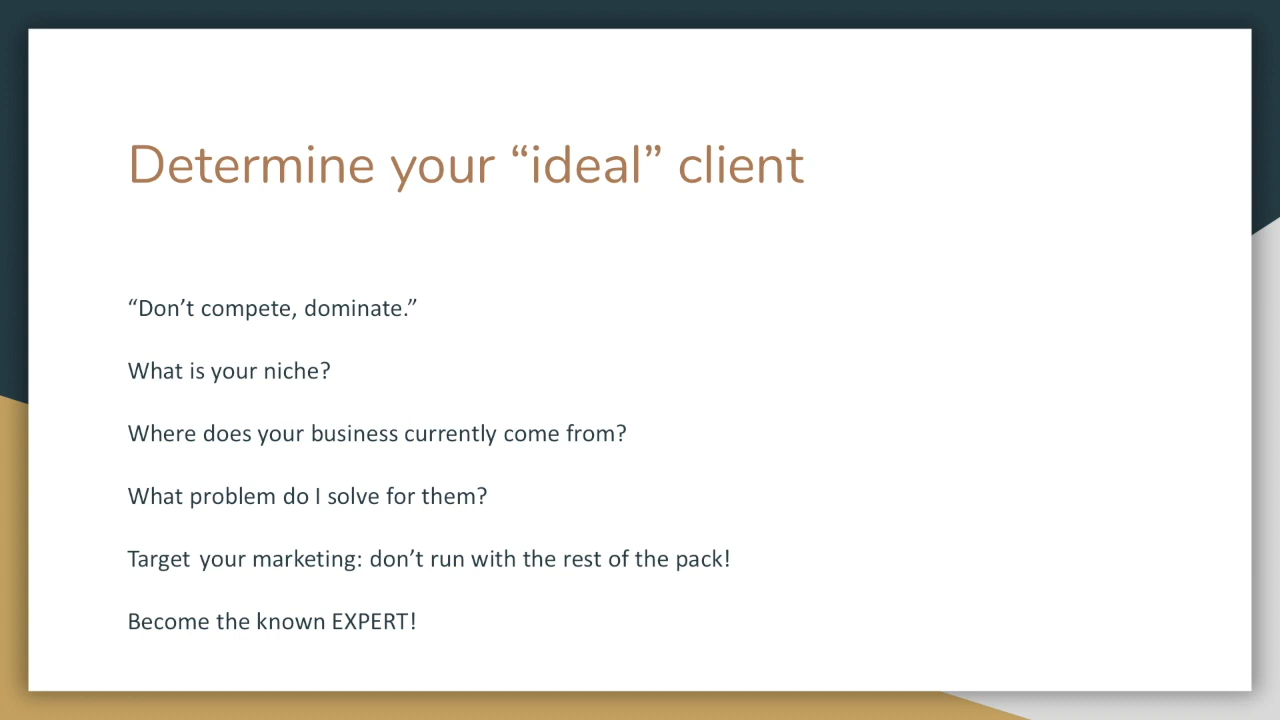 Determine your “ideal” client
“Don’t compete, dominate.”
What is your niche?
Where does your business currently come from?
What problem do I solve for them?
Target your marketing: don’t run with the rest of the pack!
Become the known EXPERT!